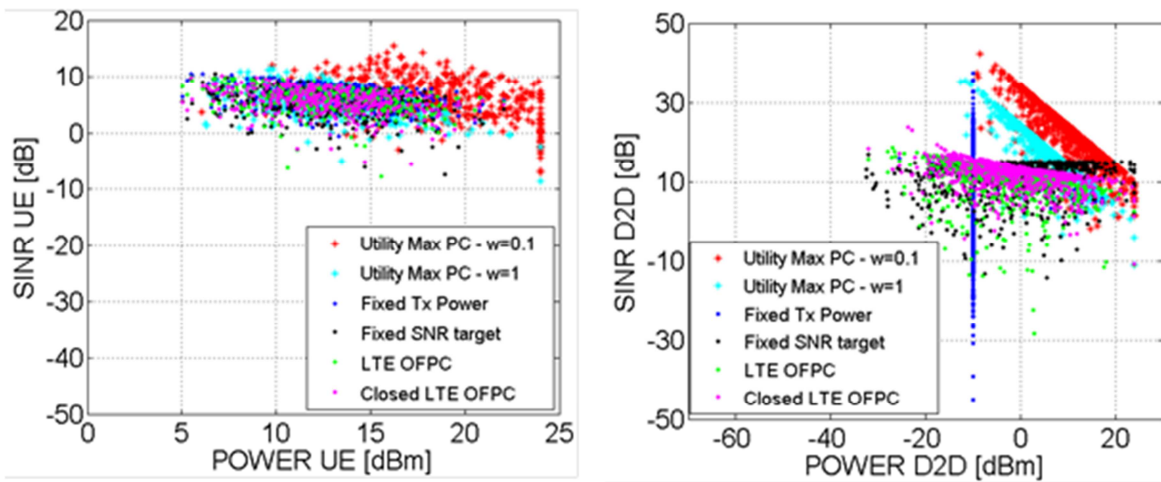 20
10
0
-10
-20
-30
-40
-50
SINR UE [dB]
Utility Max PC - w=0.1
Utility Max PC - w=1
Fixed Tx Power
Fixed SNR target
LTE OFPC
Closed LTE OFPC
0 5 10 15 20 25
POWER UE [dBm]
50
30
10
-10
-30
-50
SINR D2D [dB]
Utility Max PC - w=0.1
Utility Max PC - w=1
Fixed Tx Power
Fixed SNR target
LTE OFPC
Closed LTE OFPC
-60 -40 -20 0 20
POWER D2D [dBm]